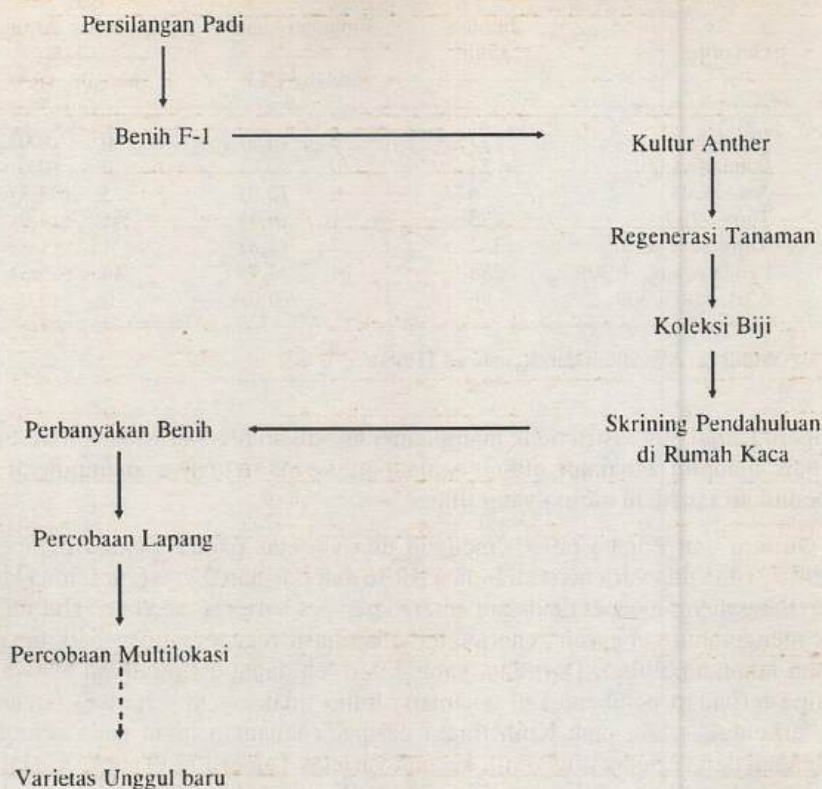 Persilangan Padi
Benih F-1
Kultur Anther
Regenerasi Tanaman
Koleksi Biji
Skrining Pendahuluan
di Rumah Kaca
Perbanyakan Benih
Percobaan Lapang
Percobaan Multilokasi
Varietas Unggul baru